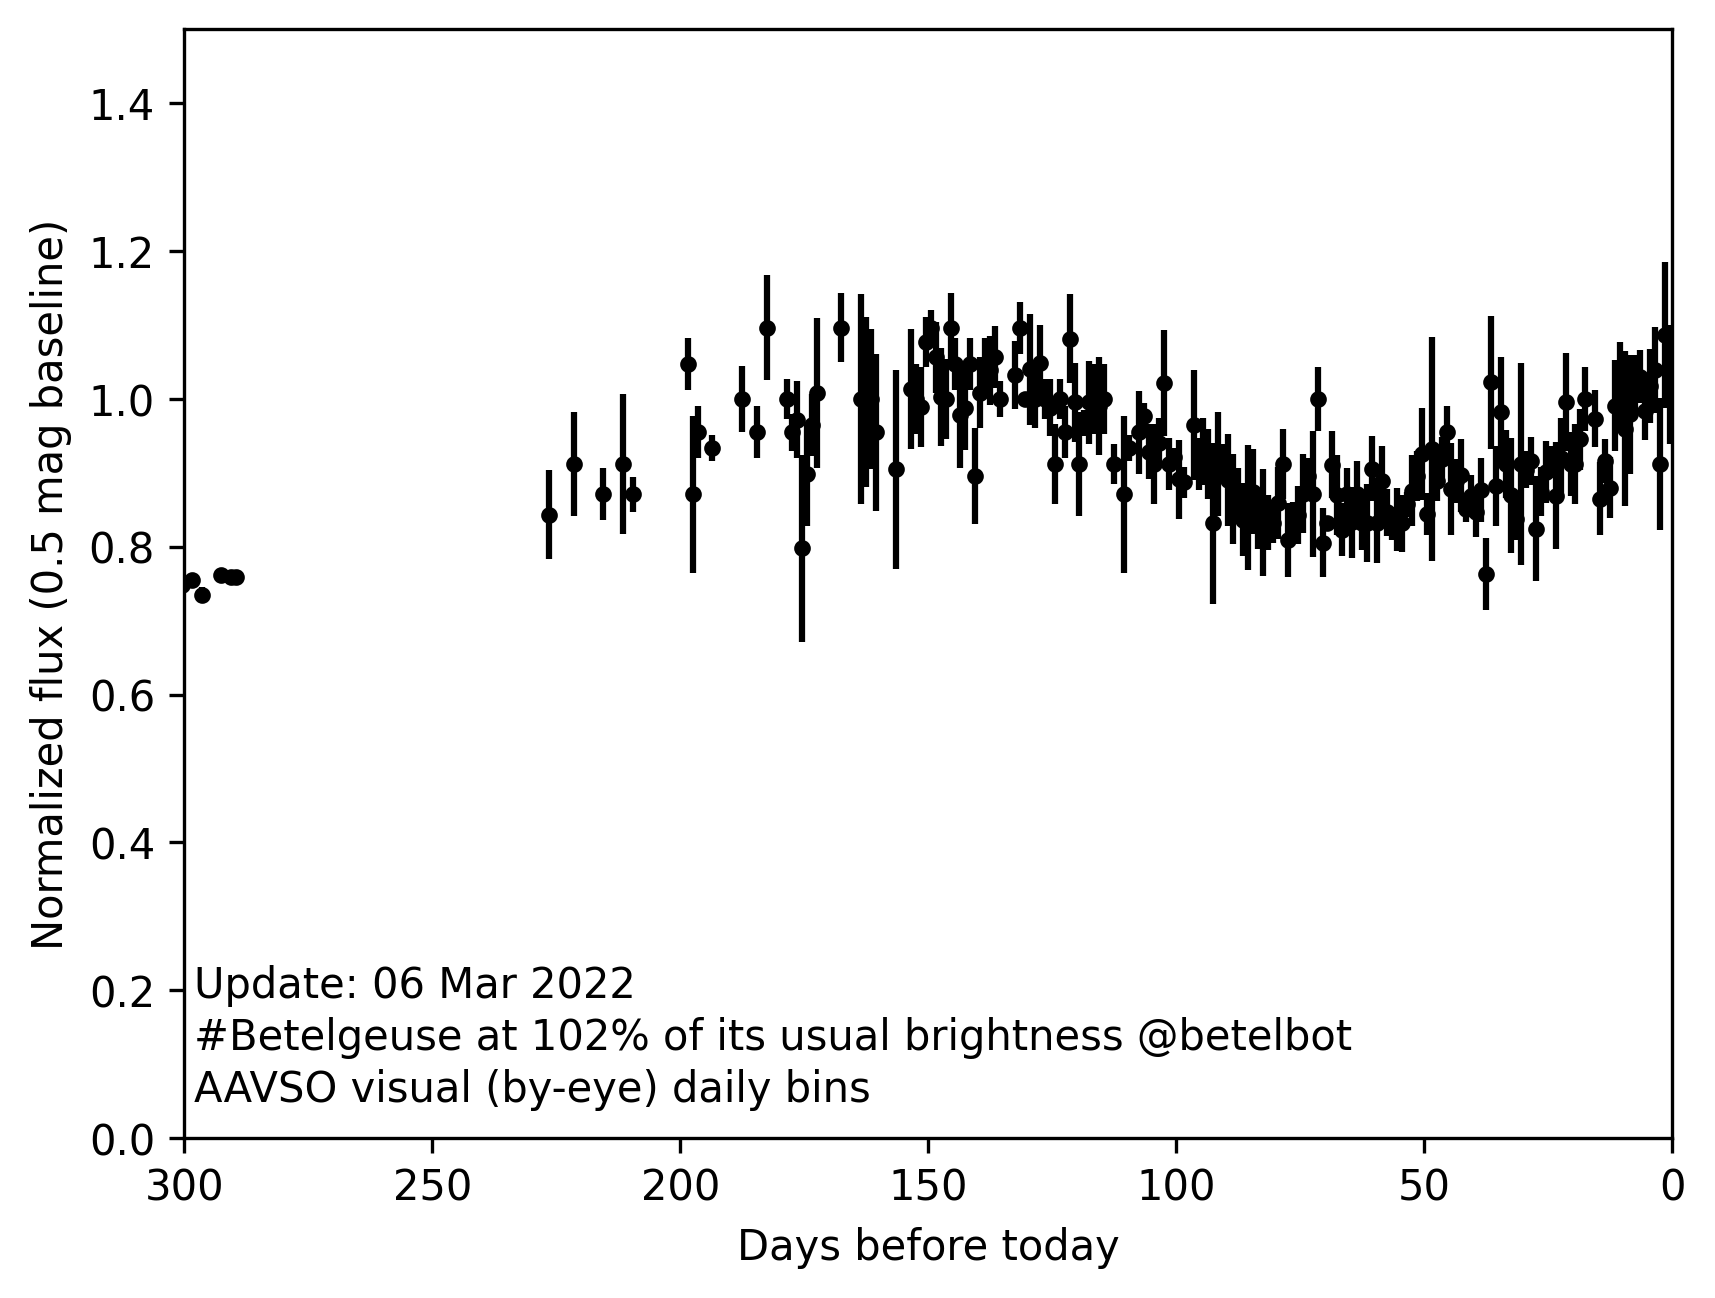 1.4
1.2
1.0
0.8
0.6
0.4
0.2
0.0
Normalized flux (0.5 mag baseline)
Update: 06 Mar 2022
#Betelgeuse at 102% of its usual brightness @betelbot
AAVSO visual (by-eye) daily bins
300 250 200 150 100 50 0
Days before today